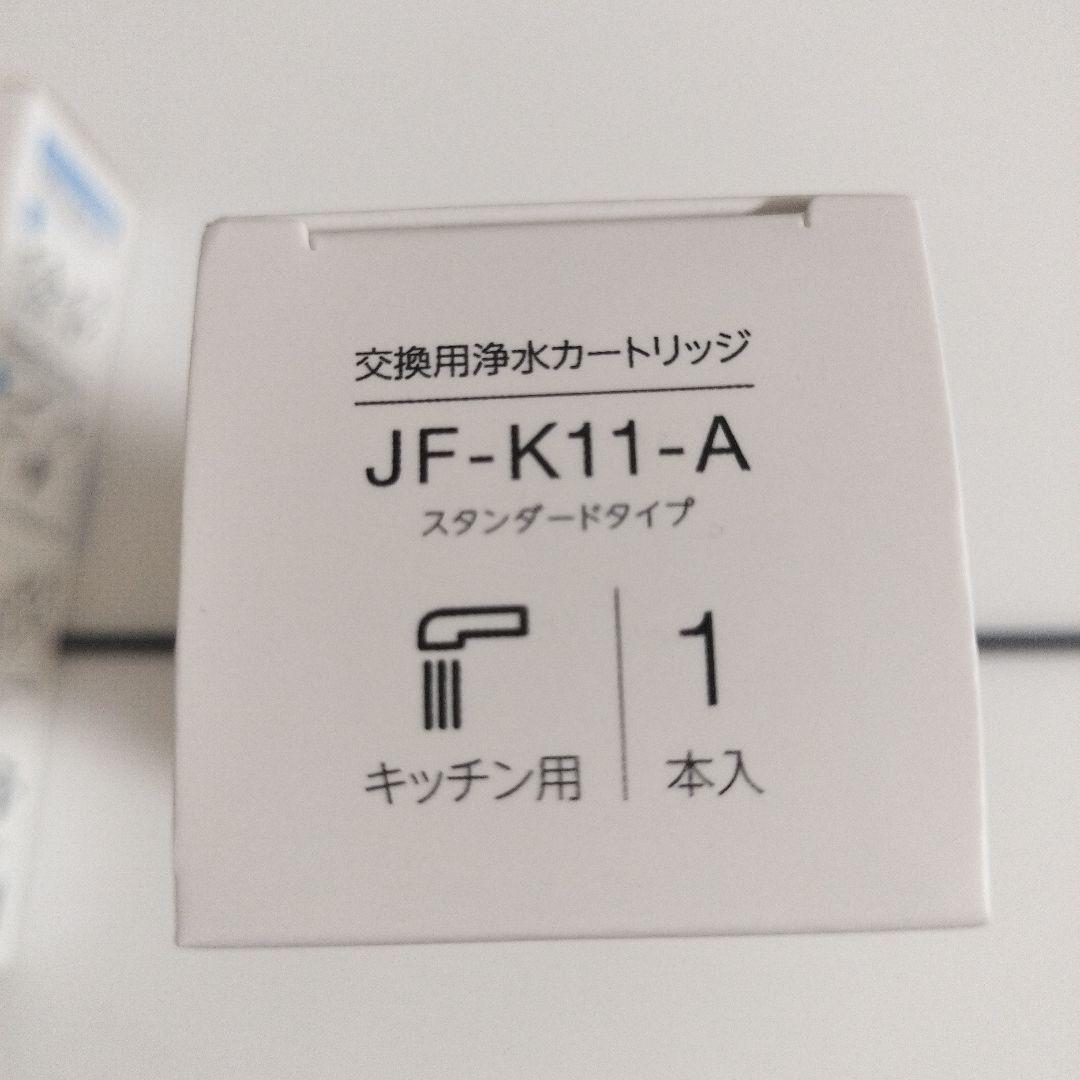 交換用浄水カートリッジ
JF-K11-A
スタンダードタイプ
キッチン用
1
本入